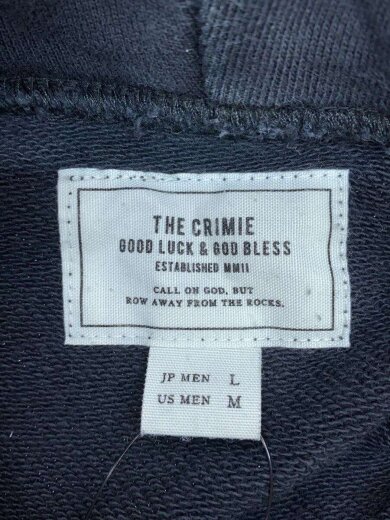 THE CRIMIE
GOOD LUCK & GOD BLESS
ESTABLISHED MMII
CALL ON GOD, BUT
ROW AWAY FROM THE ROCKS.
JP MEN L
US MEN M